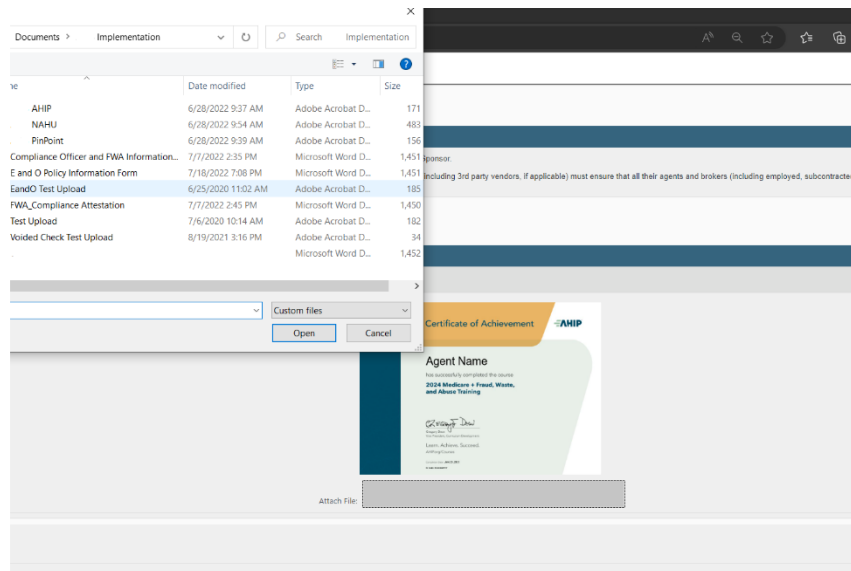 Documents > Implementation
Search Implementation
ne Date modified Type Size
AHIP 6/28/2022 9:37 AM Adobe Acrobat D... 171
NAHU 6/28/2022 9:54 AM Adobe Acrobat D... 483
PinPoint 6/28/2022 9:39 AM Adobe Acrobat D... 156
Compliance Officer and FWA Information... 7/7/2022 2:35 PM Microsoft Word D... 1,451
E and O Policy Information Form 7/18/2022 7:08 PM Microsoft Word D... 1,451
EandO Test Upload 6/25/2020 11:02 AM Adobe Acrobat D... 185
FWA_Compliance Attestation 7/7/2022 2:45 PM Microsoft Word D... 1,450
Test Upload 7/6/2020 10:14 AM Adobe Acrobat D... 182
Voided Check Test Upload 8/19/2021 3:16 PM Adobe Acrobat D... 34
Microsoft Word D... 1,452
Custom files
Open Cancel
ponsor.
including 3rd party vendors, if applicable) must ensure that all their agents and brokers (including employed, subcontracte
Certificate of Achievement AHIP
Agent Name
has successfully completed the course
2024 Medicare + Fraud, Waste,
and Abuse Training
Learn. Achieve. Succeed.
Attach File: